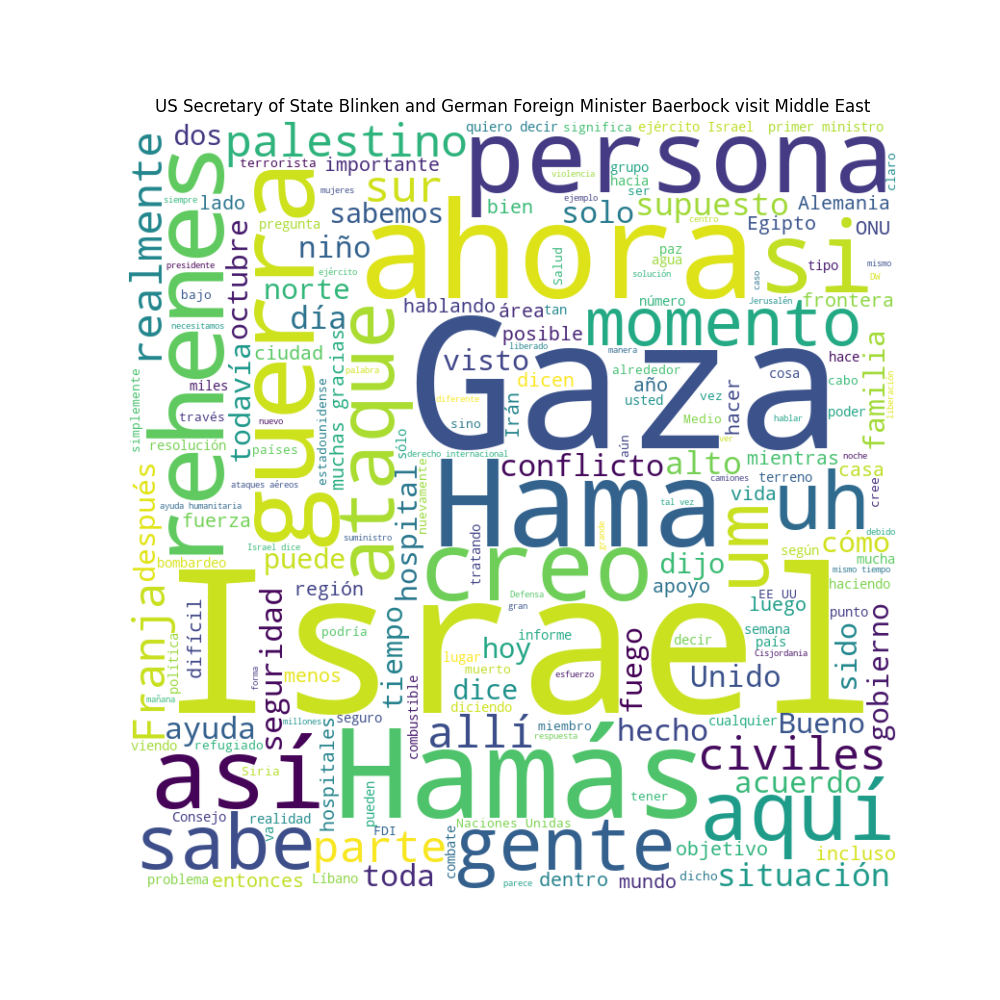 US Secretary of State Blinken and German Foreign Minister Baerbock visit Middle East
dos
palestino
quiero decir
significa
ejército Israel
primer ministro
persona
realmente
rehenes
guerra
terrorista
importante
mujeres
sur
siempre
lado
sabemos
bien
violencia
grupo
hacia
ser
ejemplo
solo
supuesto
Alemania
claro
Egipto
ONU
centro
pregunta
niño
ahora
si
octubre
presidente
ejército
Salud
paz
agua
solución
tipo
mismo
DW
caso
bajo
norte
hablando
área
tan
número
Jerusalén
frontera
día
posible
momento
necesitamos
ciudad
todavía
ataque
liberado
visto
Gaza
manera
hace
familia
simplemente
miles
muchas gracias
palabra
dicen
alrededor
año
usted
cosa
cabo
través
nuevo
estadounidense
diferente
sino
Irán
vez
Medio
hacer
hablar
poder
liberación
resolución
países
sólo
derecho internacional
aún
ver
noche
conflicto
alto
mientras
casa
Franja
después
ataques aéreos
hospital
nuevamente
Hama
camiones
terreno
cree
ayuda humanitaria
tal vez
vida
uh
fuerza
suministro
tratando
grande
um
debido
Israel dice
bombardeo
puede
creo
dijo
según
cómo
mucha
mismo tiempo
difícil
región
Defensa
apoyo
EE UU
haciendo
gran
luego
punto
seguridad
tiempo
Israel
podría
informe
hoy
fuego
decir
semana
país
sido
gobierno
política
lugar
muerto
Cisjordania
forma
menos
esfuerzo
Unido
mañana
dice
combustible
diciendo
ayuda
millones
seguro
allí
miembro
hecho
cualquier
Bueno
respuesta
viendo
refugiado
hospitales
civiles
así
Siria
Hamás
pueden
tener
acuerdo
Consejo
realidad
va
FDI
Naciones Unidas
aquí
sabe
parte
combate
gente
objetivo
incluso
problema
entonces
Líbano
toda
parece
dentro
mundo
dicho
situación